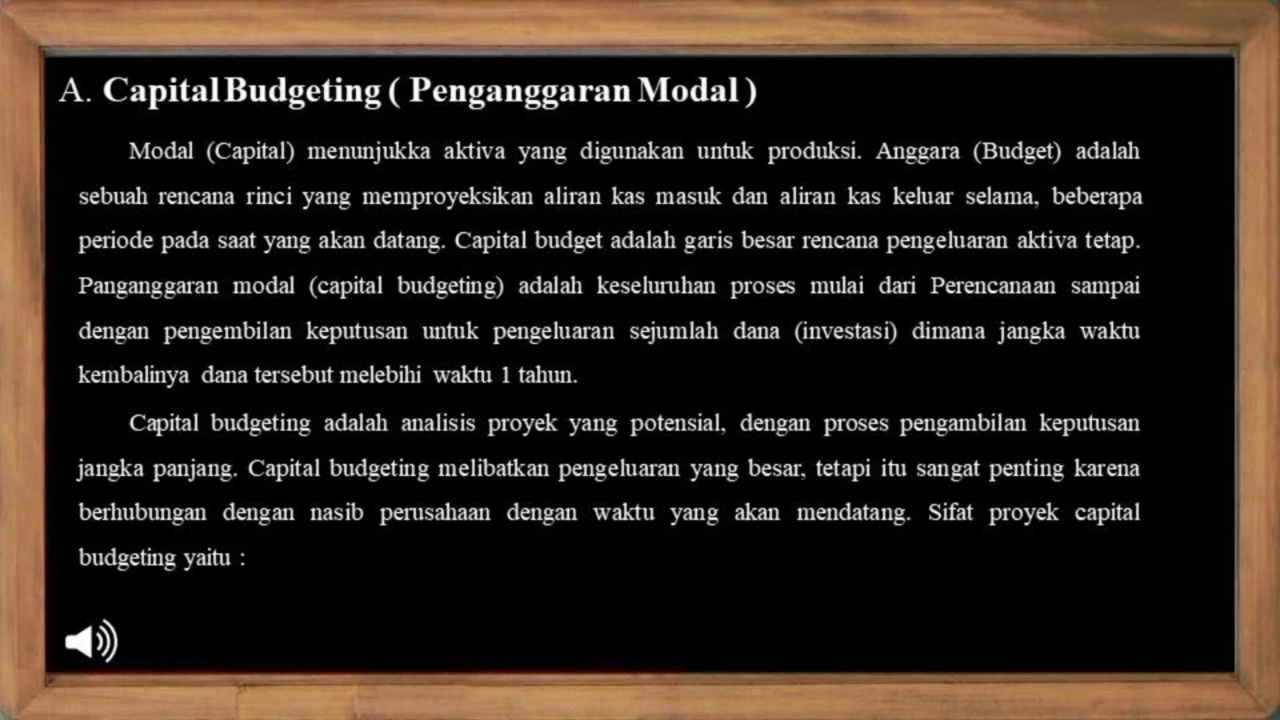 A. Capital Budgeting ( Penganggaran Modal )
Modal (Capital) menunjukka aktiva yang digunakan untuk produksi. Anggara (Budget) adalah
sebuah rencana rinci yang memproyeksikan aliran kas masuk dan aliran kas keluar selama, beberapa
periode pada saat yang akan datang. Capital budget adalah garis besar rencana pengeluaran aktiva tetap.
Panganggaran modal (capital budgeting) adalah keseluruhan proses mulai dari Perencanaan sampai
dengan pengembilan keputusan untuk pengeluaran sejumlah dana (investasi) dimana jangka waktu
kembalinya dana tersebut melebihi waktu 1 tahun.
Capital budgeting adalah analisis proyek yang potensial, dengan proses pengambilan keputusan
jangka panjang. Capital budgeting melibatkan pengeluaran yang besar, tetapi itu sangat penting karena
berhubungan dengan nasib perusahaan dengan waktu yang akan mendatang. Sifat proyek capital
budgeting yaitu :